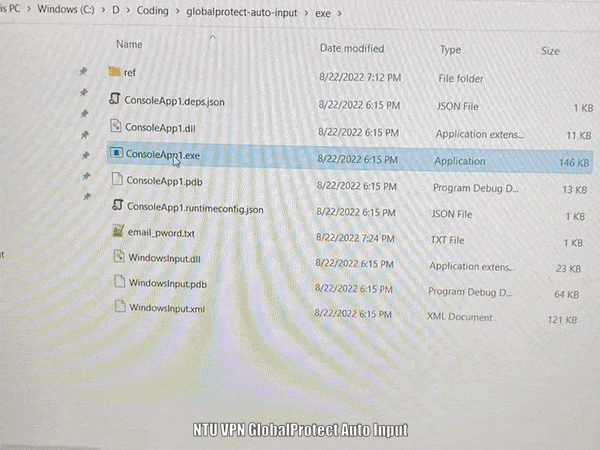 is PC > Windows (C:) > D > Coding > globalprotect-auto-input > exe >
Name Date modified Type Size
ref 8/22/2022 7:12 PM File folder
ConsoleApp1.deps.json 8/22/2022 6:15 PM JSON File 1 KB
ConsoleApp1.dll 8/22/2022 6:15 PM Application extens... 11 KB
ConsoleApp1.exe 8/22/2022 6:15 PM Application 146 KB
ConsoleApp1.pdb 8/22/2022 6:15 PM Program Debug D... 13 KB
ConsoleApp1.runtimeconfig.json 8/22/2022 6:15 PM JSON File 1 KB
email_pword.txt 8/22/2022 7:24 PM TXT File 1 KB
WindowsInput.dll 8/22/2022 6:15 PM Application extens... 23 KB
WindowsInput.pdb 8/22/2022 6:15 PM Program Debug D... 64 KB
WindowsInput.xml 8/22/2022 6:15 PM XML Document 121 KB
NTU VPN GlobalProtect Auto Input